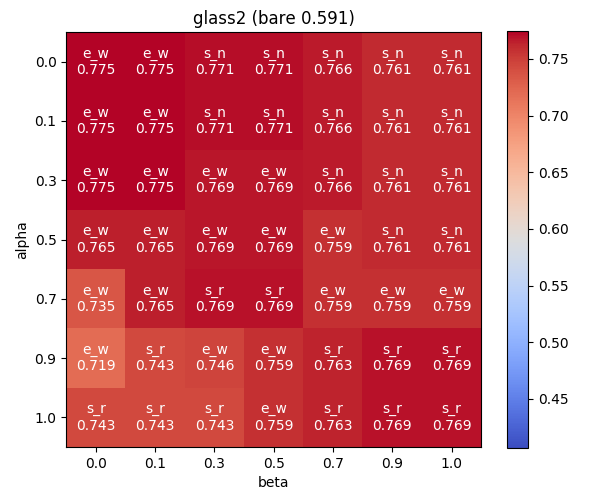 glass2 (bare 0.591)
e_w e_w s_n s_n s_n s_n s_n
0.0 0.775 0.775 0.771 0.771 0.766 0.761 0.761
e_w e_w s_n s_n s_n s_n s_n
0.1 0.775 0.775 0.771 0.771 0.766 0.761 0.761
e_w e_w e_w e_w s_n s_n s_n
0.3 0.775 0.775 0.769 0.769 0.766 0.761 0.761
e_w e_w e_w e_w e_w s_n s_n
0.5 0.765 0.765 0.769 0.769 0.759 0.761 0.761
e_w e_w s_r s_r e_w e_w e_w
0.7 0.735 0.765 0.769 0.769 0.759 0.759 0.759
e_w s_r e_w e_w s_r s_r s_r
0.9 0.719 0.743 0.746 0.759 0.763 0.769 0.769
s_r s_r s_r e_w s_r s_r s_r
1.0 0.743 0.743 0.743 0.759 0.763 0.769 0.769
0.0 0.1 0.3 0.5 0.7 0.9 1.0
beta
alpha
0.75
0.70
0.65
0.60
0.55
0.50
0.45